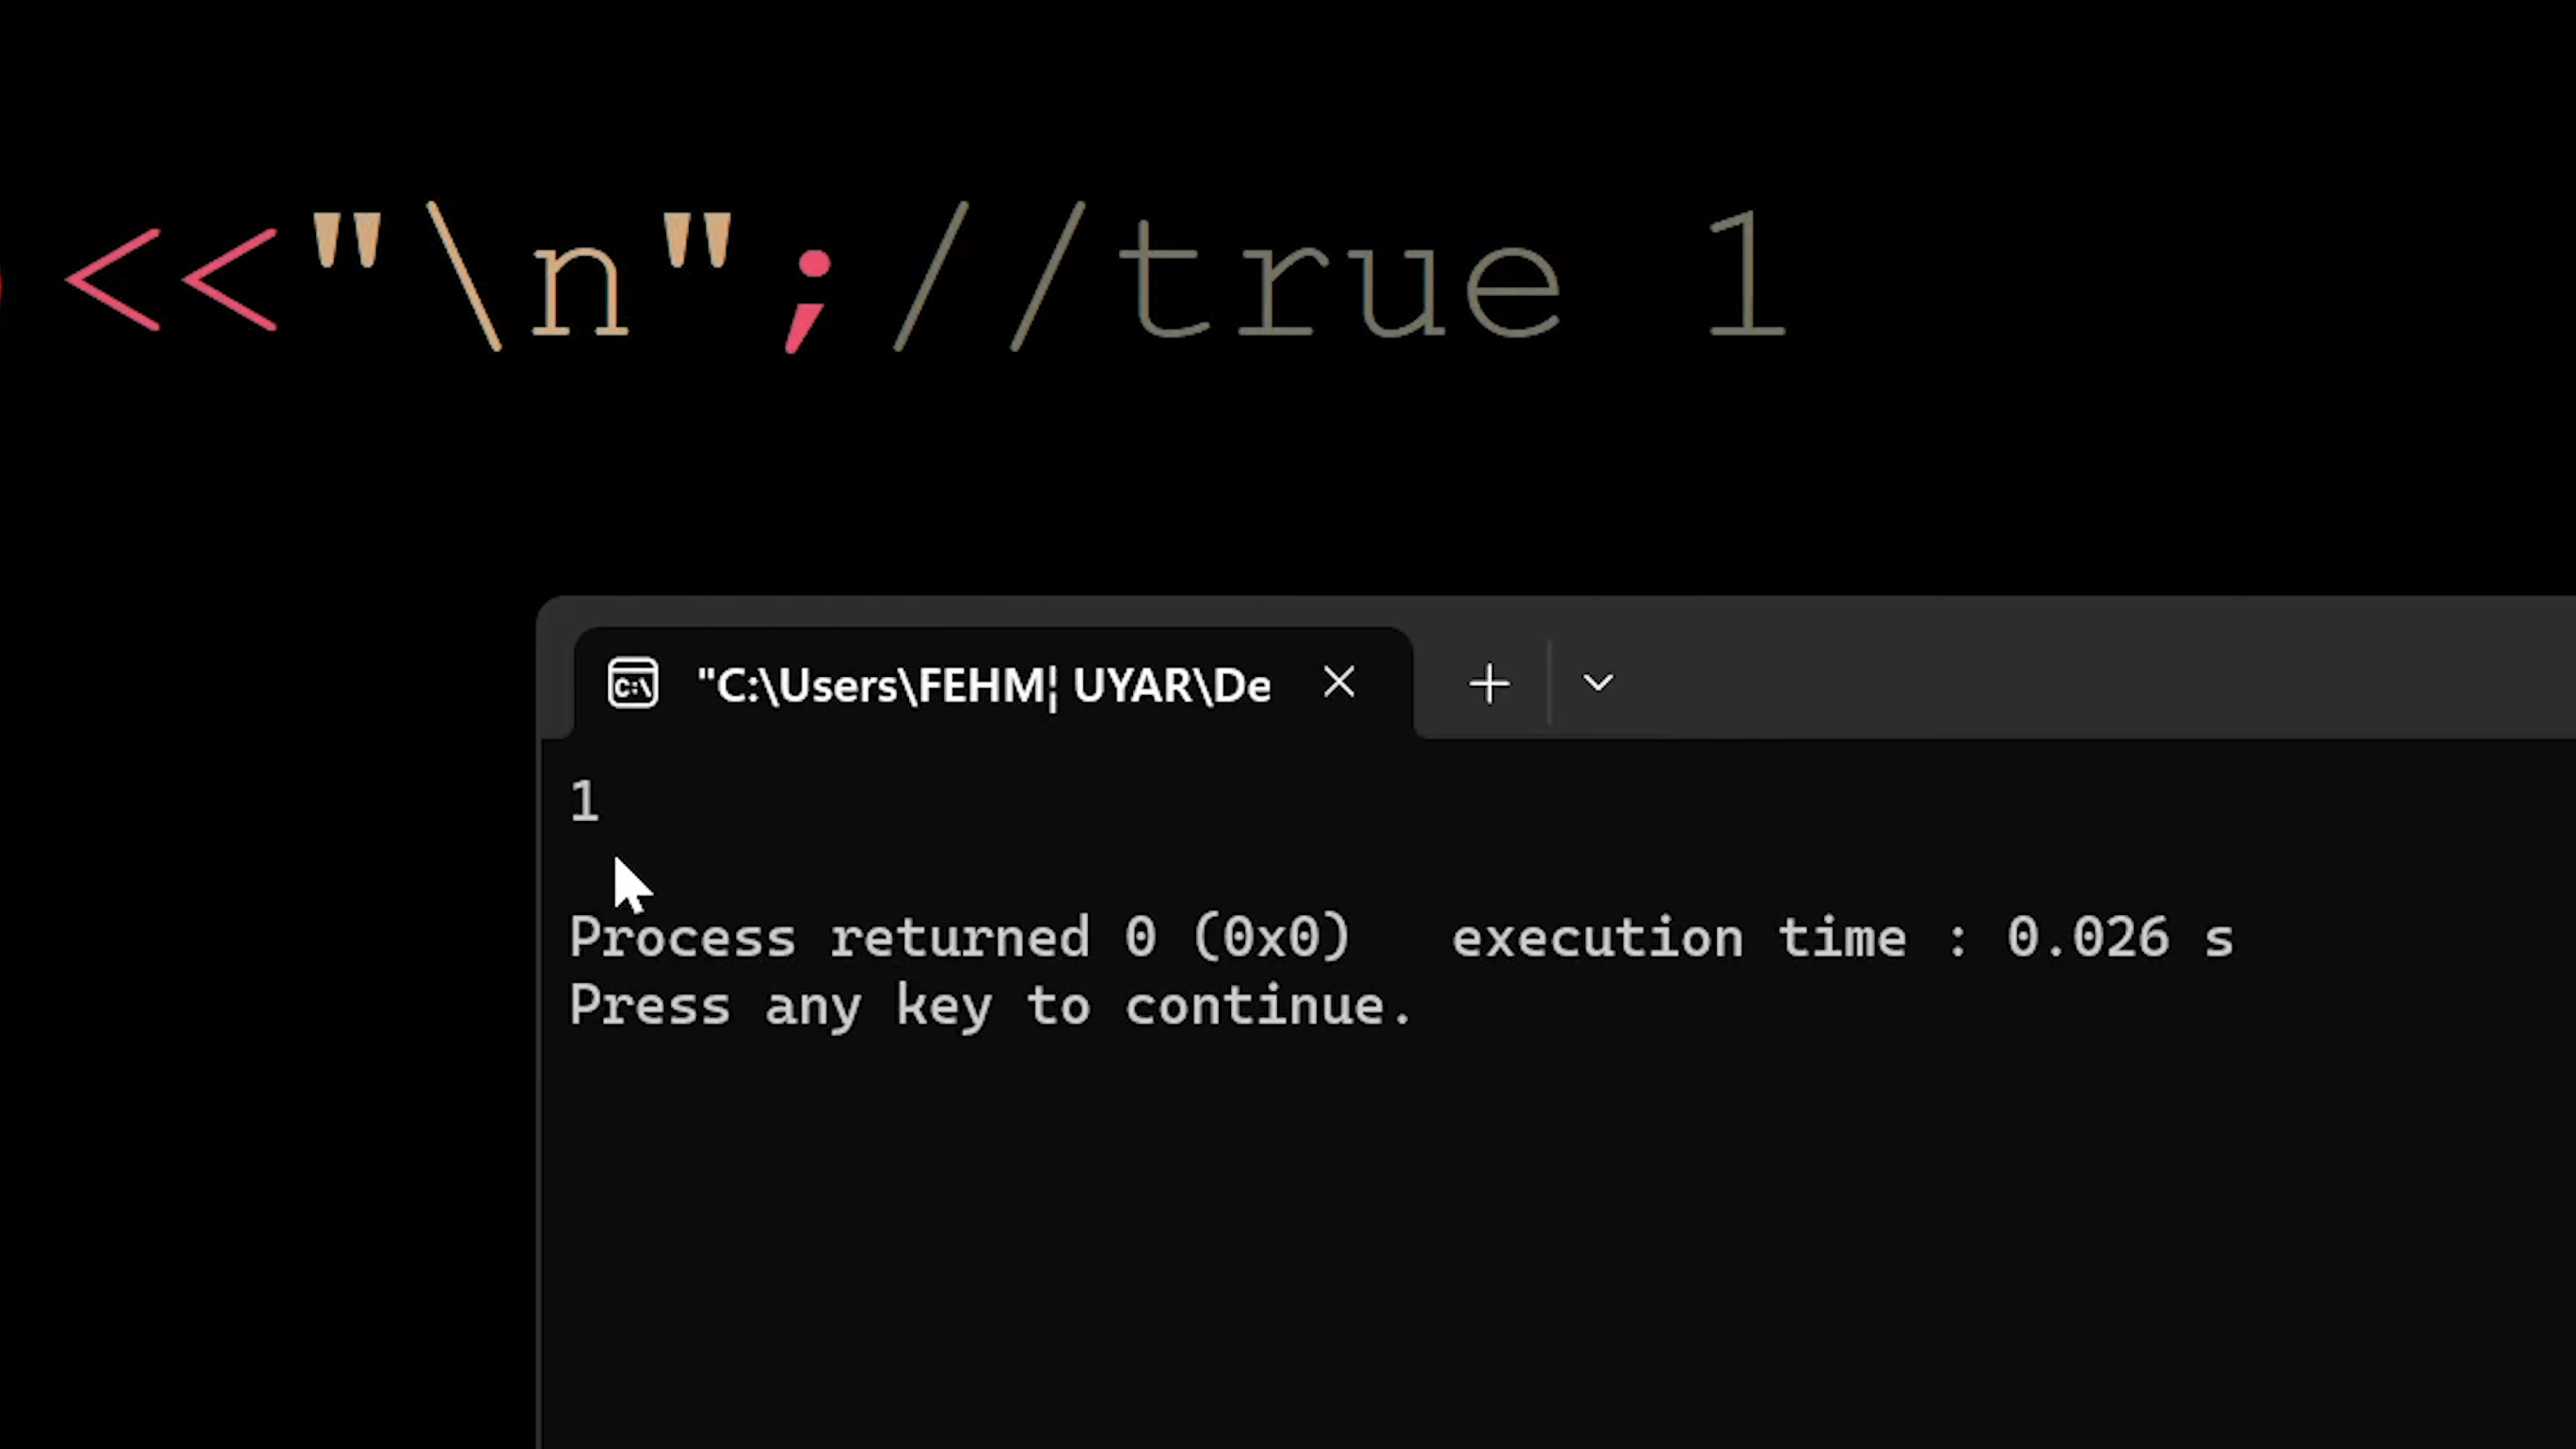 <<"\n";//true 1
"C:\Users\FEHM¦ UYAR\De
1
Process returned 0 (0x0)   execution time : 0.026 s
Press any key to continue.